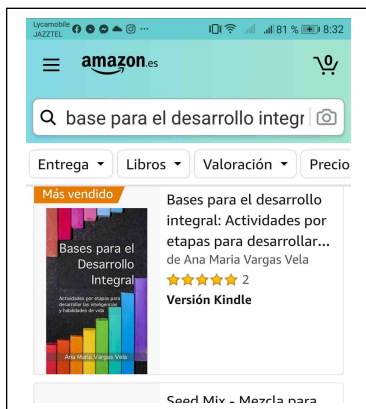 Lycamobile
JAZZTEL ... 81 % 8:32
amazon.es
0
base para el desarrollo integr
Entrega Libros Valoración Precio
Más vendido
Bases para el
Desarrollo
Integral
Actividades por etapas para
desarrollar las inteligencias
y habilidades de vida
Ana Maria Vargas Vela
Bases para el desarrollo
integral: Actividades por
etapas para desarrollar...
de Ana Maria Vargas Vela
2
Versión Kindle
Seed Mix - Mezcla para